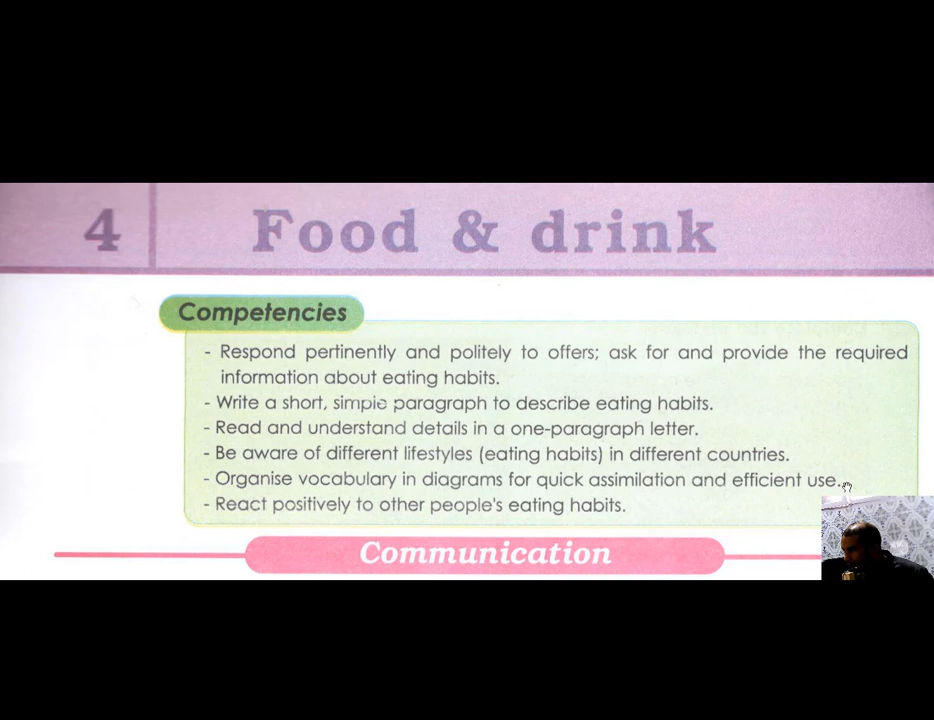 4 Food & drink
Competencies
- Respond pertinently and politely to offers; ask for and provide the required
information about eating habits.
- Write a short, simple paragraph to describe eating habits.
- Read and understand details in a one-paragraph letter.
- Be aware of different lifestyles (eating habits) in different countries.
- Organise vocabulary in diagrams for quick assimilation and efficient use.
- React positively to other people's eating habits.
Communication